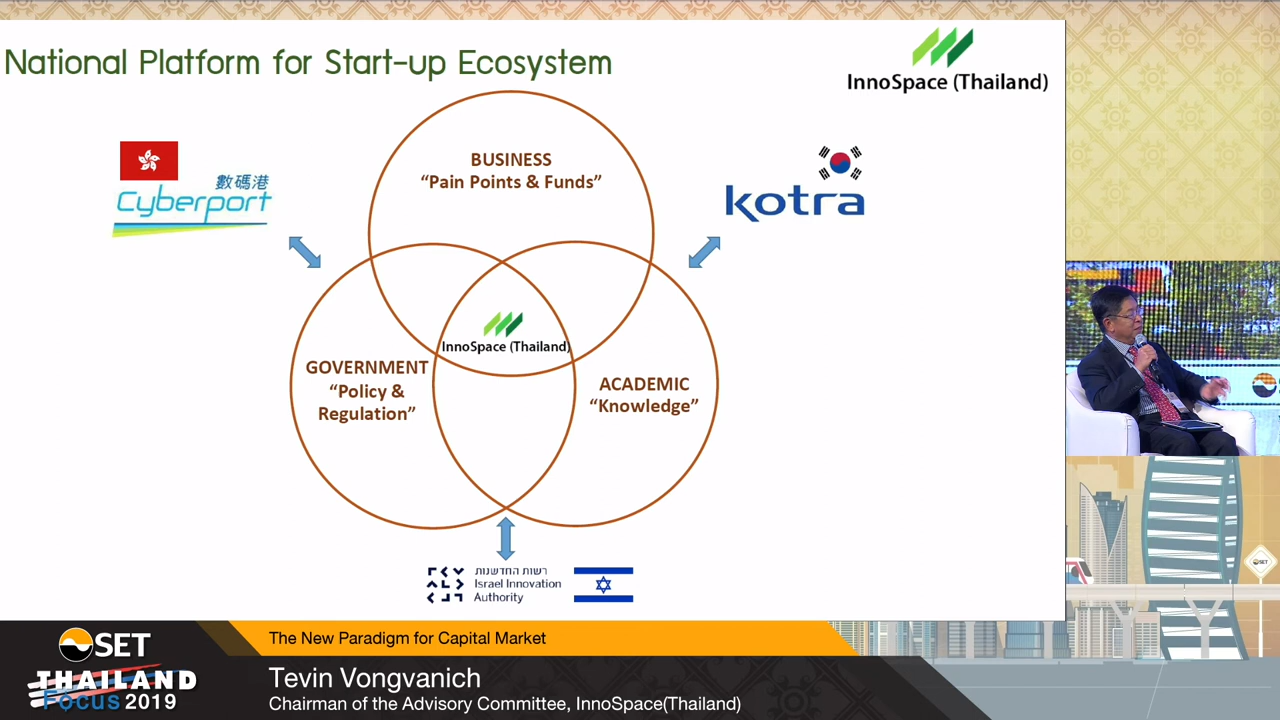 National Platform for Start-up Ecosystem
InnoSpace (Thailand)
數碼港
Cyberport
kotra
BUSINESS
“Pain Points & Funds”
InnoSpace (Thailand)
GOVERNMENT
“Policy &
Regulation”
ACADEMIC
“Knowledge”
רשות החדשנות
Israel Innovation
Authority
SET
THAILAND
FOCUS 2019
The New Paradigm for Capital Market
Tevin Vongvanich
Chairman of the Advisory Committee, InnoSpace(Thailand)
SET